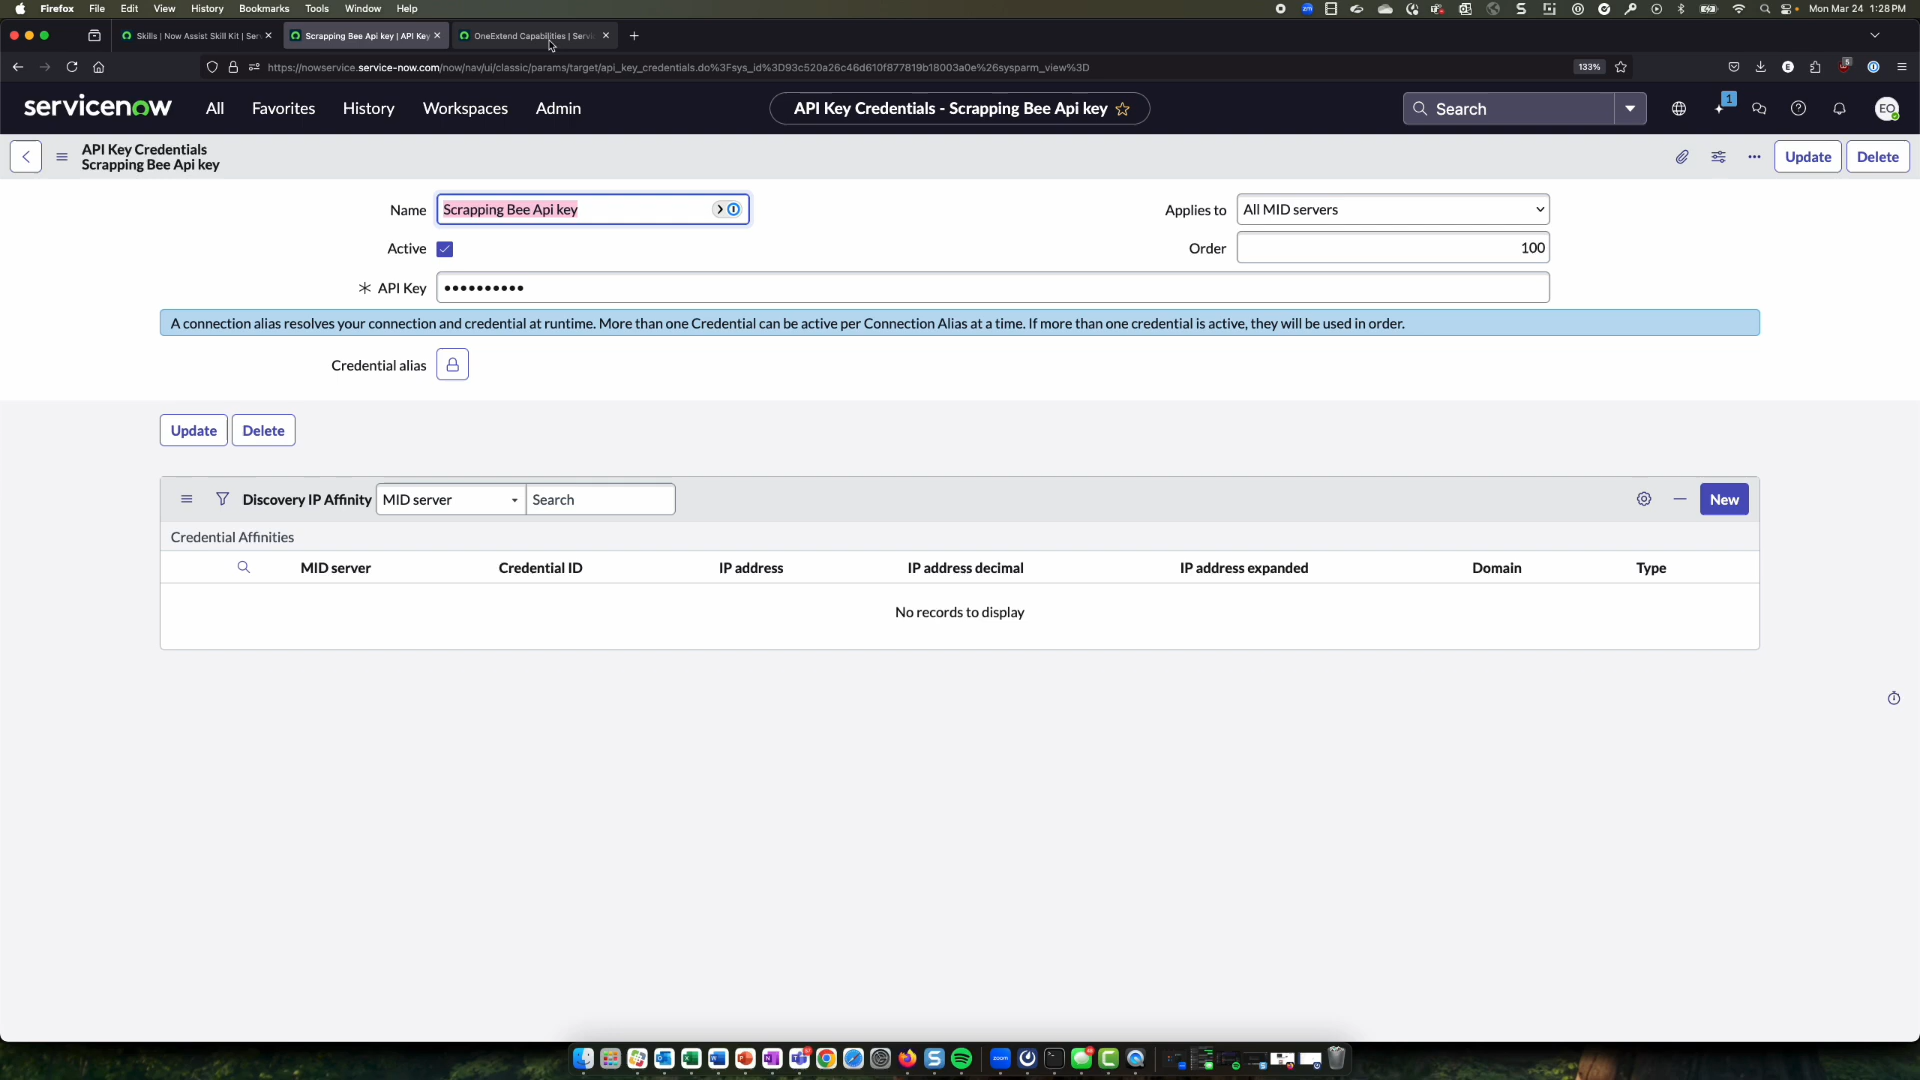 Firefox File Edit View History Bookmarks Tools Window Help
Mon Mar 24 1:28 PM
Skills | Now Assist Skill Kit | Ser
Scrapping Bee Api key | API Key
OneExtend Capabilities | Servi
https://nowservice.service-now.com/now/nav/ui/classic/params/target/api_key_credentials.do%3Fsys_id%3D93c520a26c46d610f877819b18003a0e%26sysparm_view%3D
133%
servicenow All Favorites History Workspaces Admin
API Key Credentials - Scrapping Bee Api key
Search
1
EO
API Key Credentials
Scrapping Bee Api key
Update Delete
Name Scrapping Bee Api key
Applies to All MID servers
Active
Order 100
API Key ••••••••••
A connection alias resolves your connection and credential at runtime. More than one Credential can be active per Connection Alias at a time. If more than one credential is active, they will be used in order.
Credential alias
Update Delete
Discovery IP Affinity MID server Search
New
Credential Affinities
MID server Credential ID IP address IP address decimal IP address expanded Domain Type
No records to display
zoom